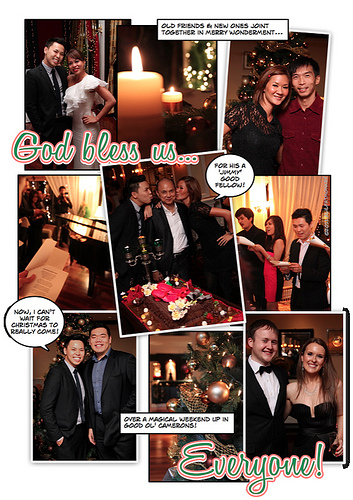 OLD FRIENDS & NEW ONES JOINT
TOGETHER IN MERRY WONDERMENT...
God bless us...
FOR HIS A
'JIMMY'
GOOD
FELLOW!
NOW, I CAN'T
WAIT FOR
CHRISTMAS TO
REALLY COME!
OVER A MAGICAL WEEKEND UP IN
GOOD OL' CAMERONS!
Everyone!